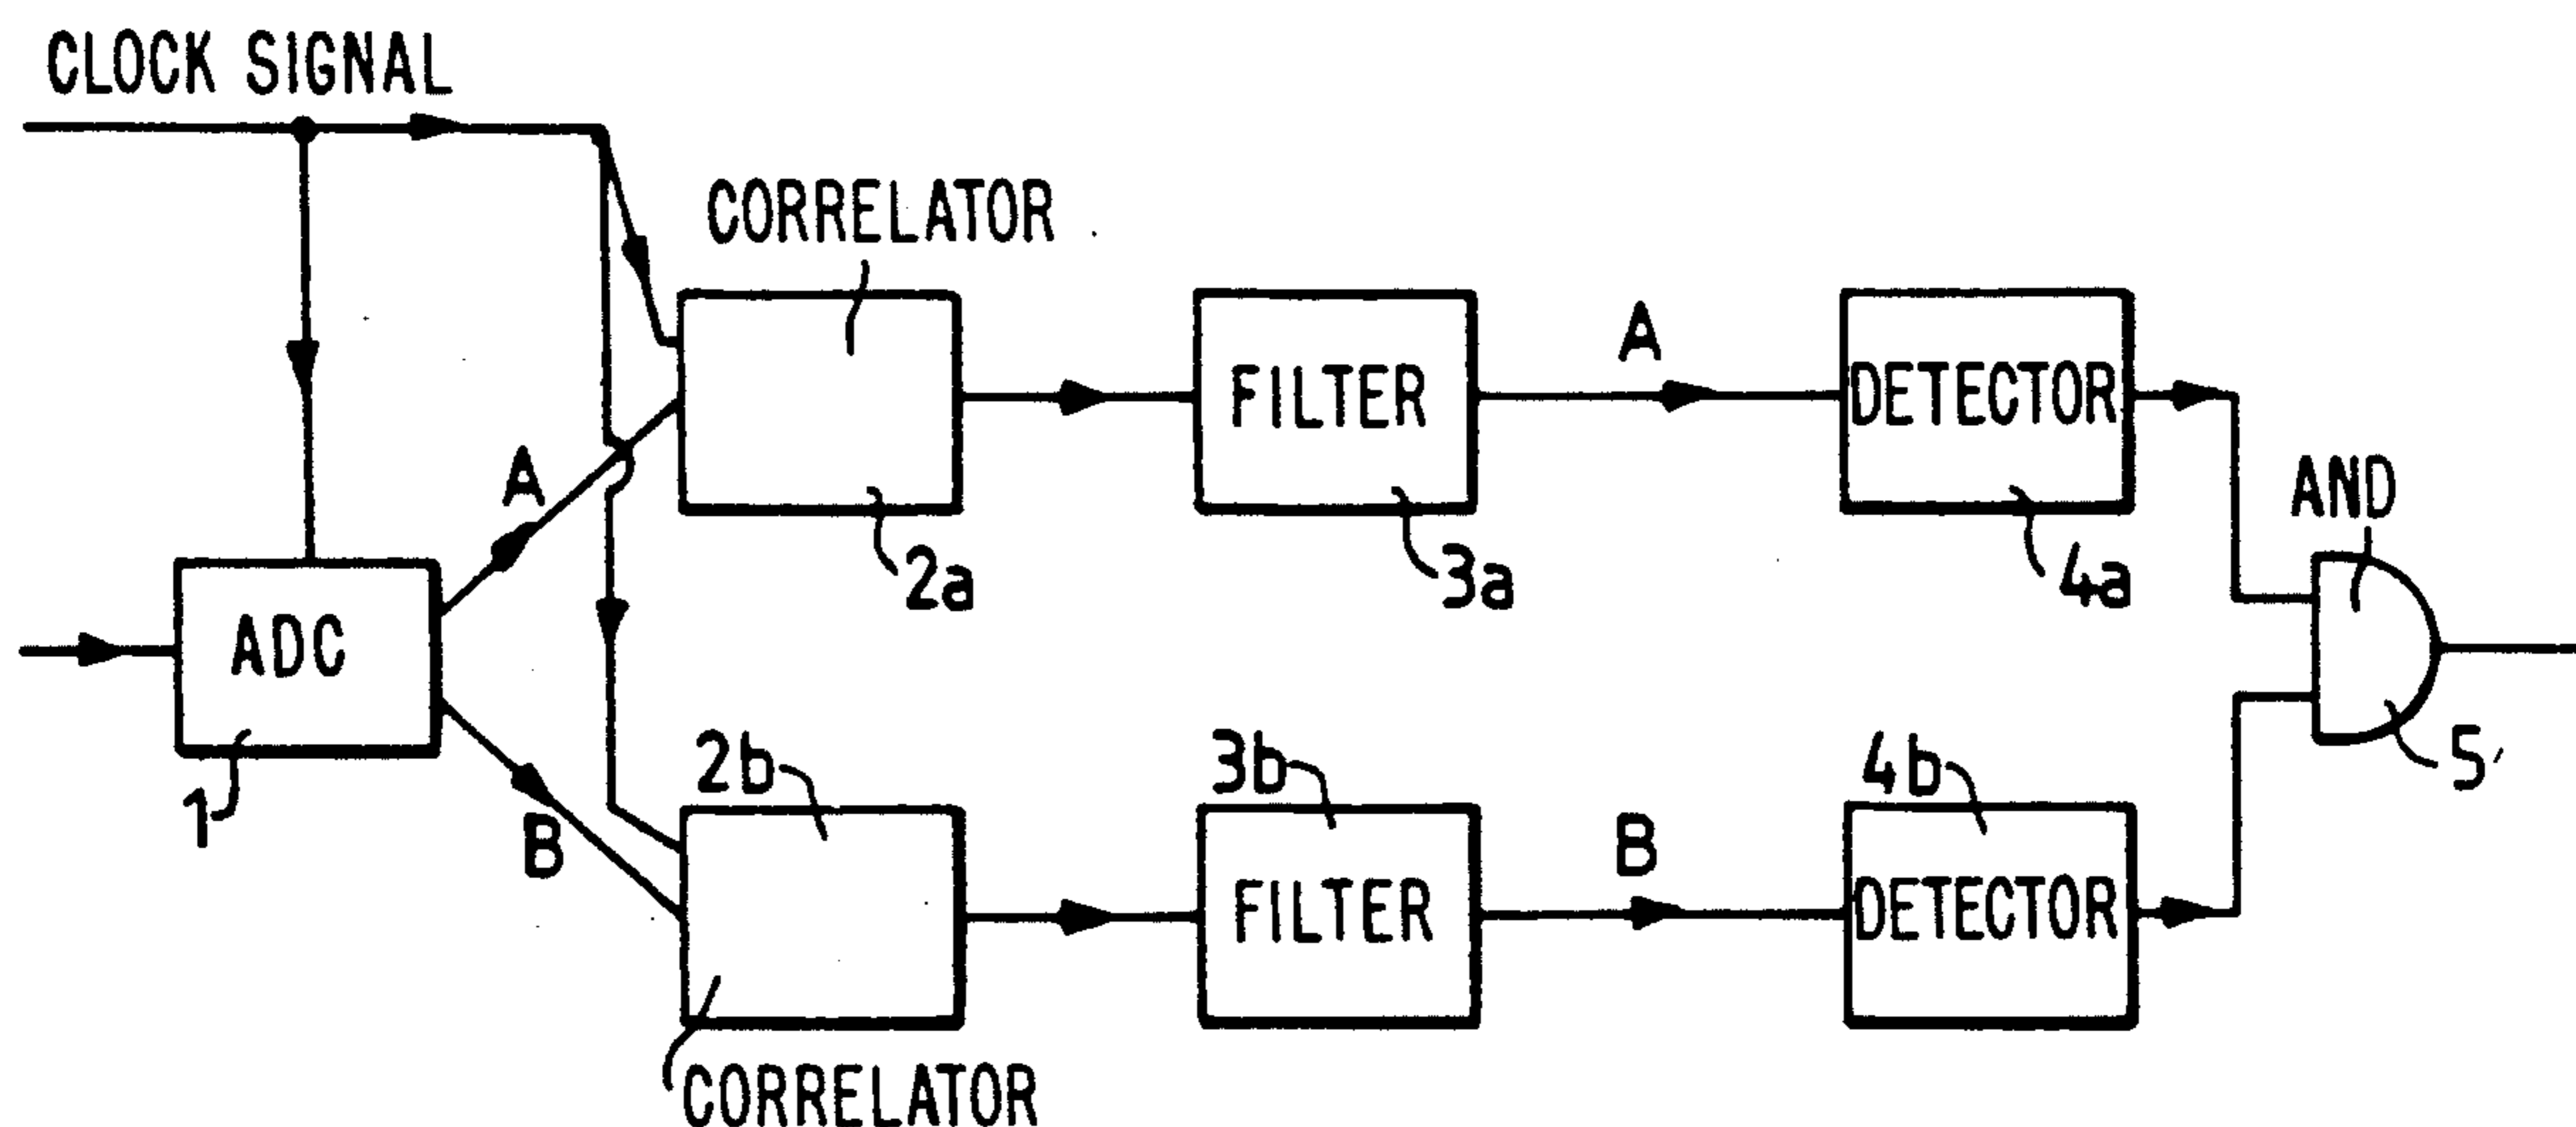 CLOCK SIGNAL
CORRELATOR
A
FILTER
DETECTOR
AND
A
2a
3a
4a
ADC
1
2b
3b
4b
5
B
B
FILTER
DETECTOR
CORRELATOR